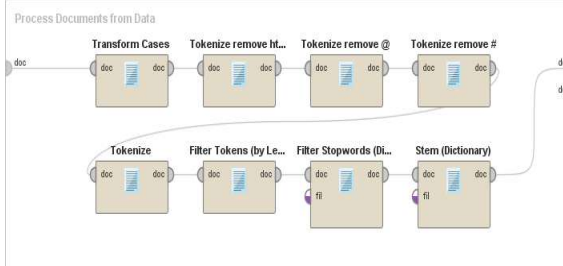 Process Documents from Data
doc
Transform Cases
Tokenize remove ht...
Tokenize remove @
Tokenize remove #
doc doc
doc doc
doc doc
doc doc
d
d
Tokenize
Filter Tokens (by Le...
Filter Stopwords (Di...
Stem (Dictionary)
doc doc
doc doc
doc doc
doc doc
fil
fil